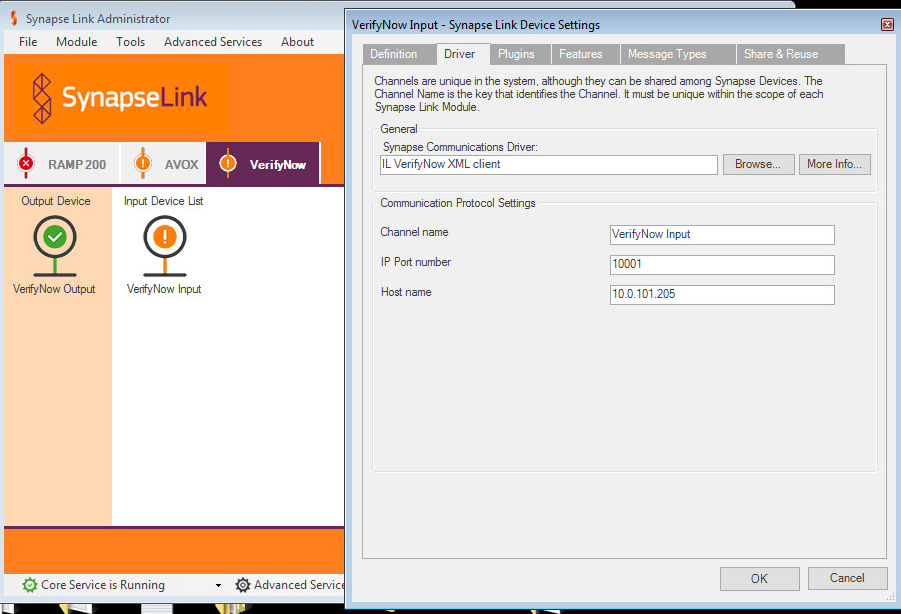 Synapse Link Administrator
File Module Tools Advanced Services About
SynapseLink
RAMP 200 AVOX VerifyNow
Output Device Input Device List
VerifyNow Output VerifyNow Input
Core Service is Running Advanced Service
VerifyNow Input - Synapse Link Device Settings
Definition Driver Plugins Features Message Types Share & Reuse
Channels are unique in the system, although they can be shared among Synapse Devices. The
Channel Name is the key that identifies the Channel. It must be unique within the scope of each
Synapse Link Module.
General
Synapse Communications Driver:
IL VerifyNow XML client Browse... More Info...
Communication Protocol Settings
Channel name VerifyNow Input
IP Port number 10001
Host name 10.0.101.205
OK Cancel